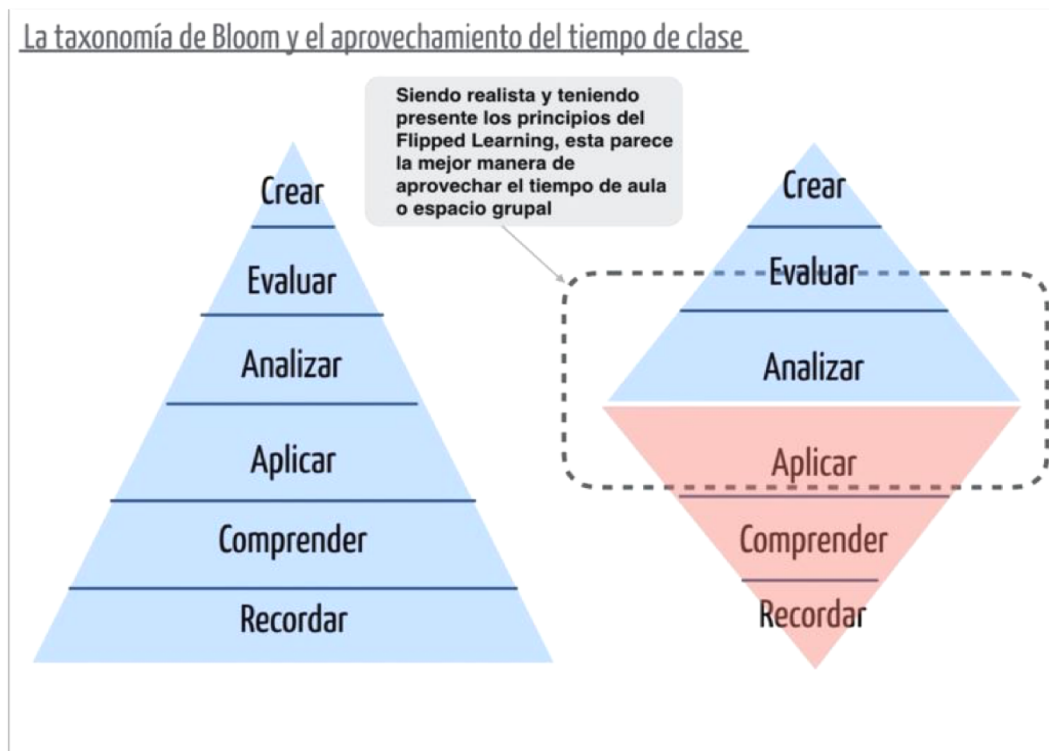 La taxonomía de Bloom y el aprovechamiento del tiempo de clase
Siendo realista y teniendo
presente los principios del
Flipped Learning, esta parece
la mejor manera de
aprovechar el tiempo de aula
o espacio grupal
Crear
Evaluar
Analizar
Aplicar
Comprender
Recordar
Crear
Evaluar
Analizar
Aplicar
Comprender
Recordar